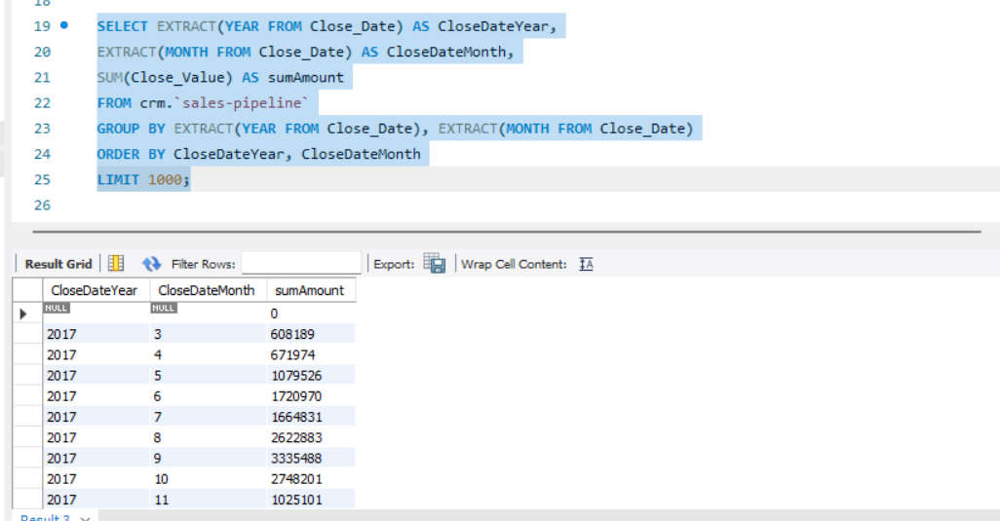 18
19 SELECT EXTRACT(YEAR FROM Close_Date) AS CloseDateYear,
20 EXTRACT(MONTH FROM Close_Date) AS CloseDateMonth,
21 SUM(Close_Value) AS sumAmount
22 FROM crm.`sales-pipeline`
23 GROUP BY EXTRACT(YEAR FROM Close_Date), EXTRACT(MONTH FROM Close_Date)
24 ORDER BY CloseDateYear, CloseDateMonth
25 LIMIT 1000;
26
Result Grid Filter Rows: Export: Wrap Cell Content: IA
CloseDateYear CloseDateMonth sumAmount
NULL NULL 0
2017 3 608189
2017 4 671974
2017 5 1079526
2017 6 1720970
2017 7 1664831
2017 8 2622883
2017 9 3335488
2017 10 2748201
2017 11 1025101
Result 3